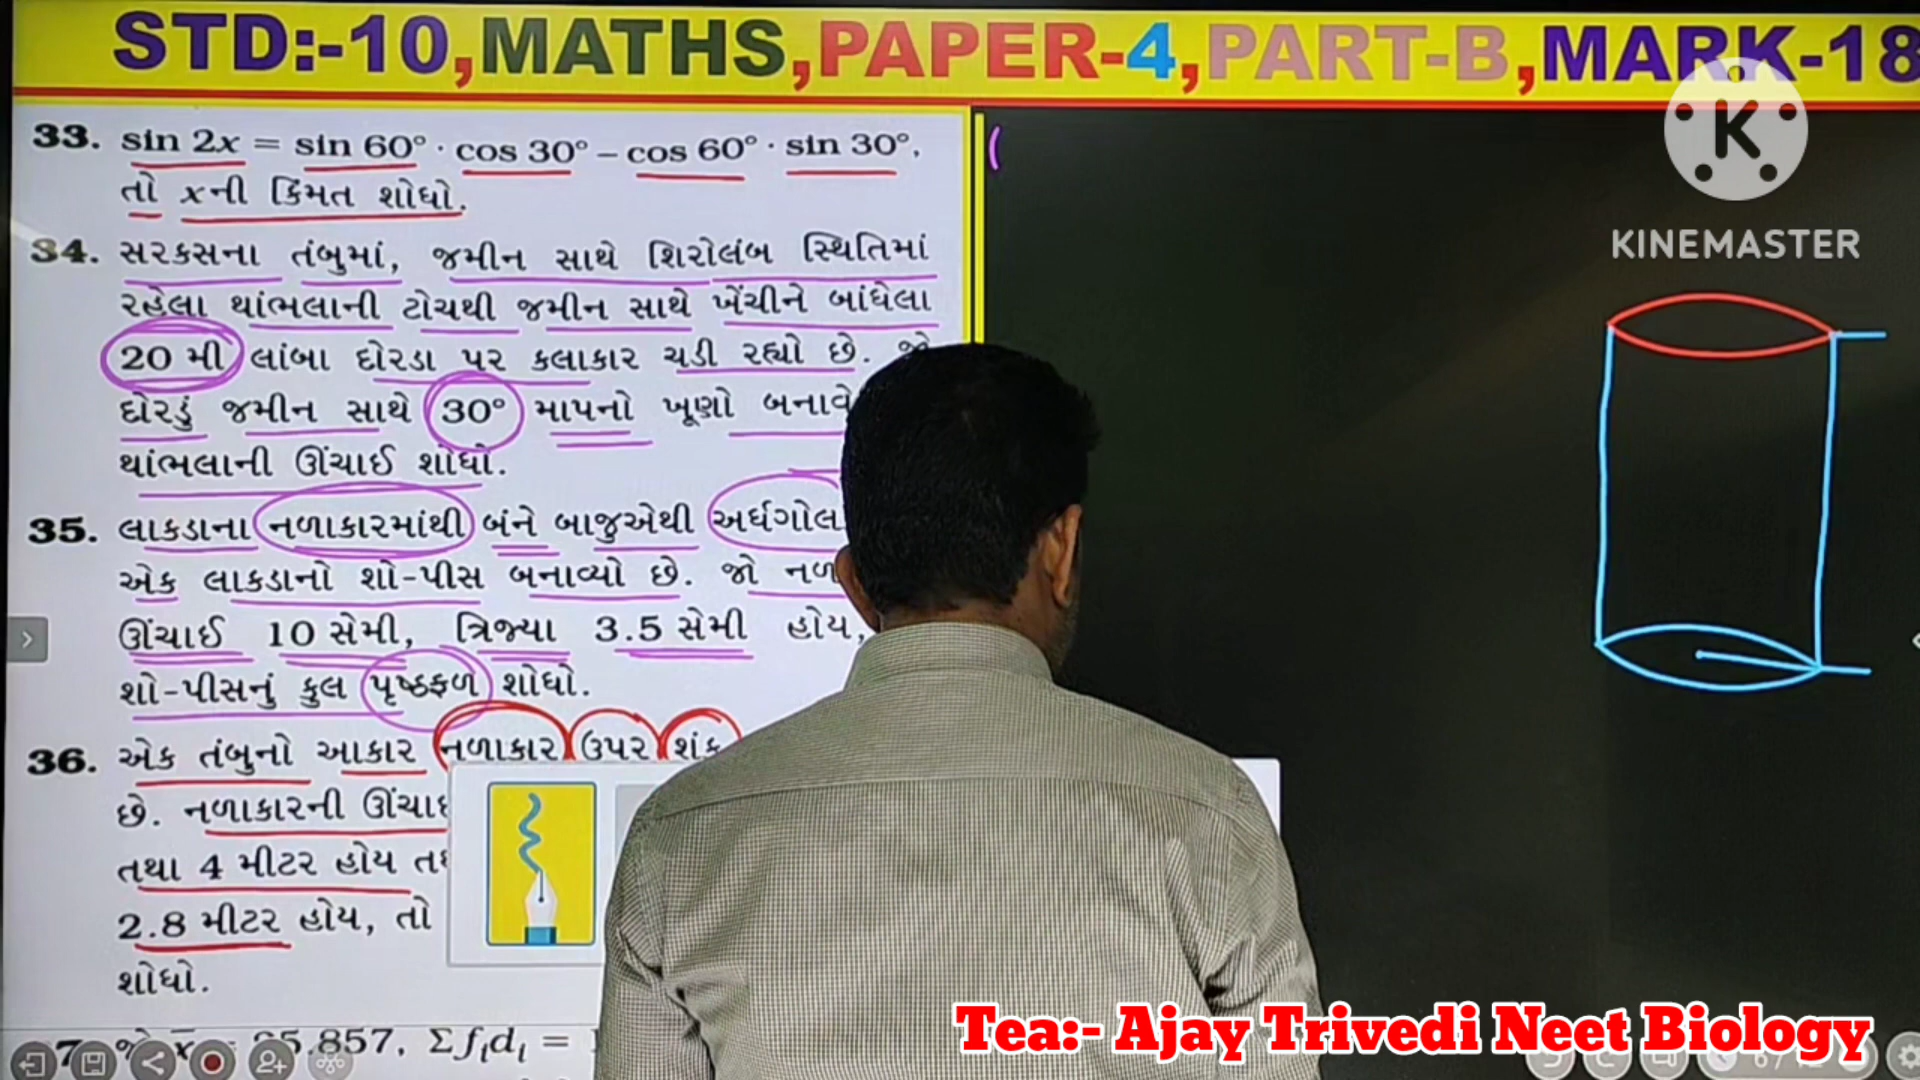 STD:-10,MATHS,PAPER-4,PART-B,MARK-18
33. sin 2x = sin 60° · cos 30° – cos 60° · sin 30°,
તો xની કિંમત શોધો.
34. સરકસના તંબુમાં, જમીન સાથે શિરોલંબ સ્થિતિમાં
રહેલા થાંભલાની ટોચથી જમીન સાથે ખેંચીને બાંધેલા
20 મી લાંબા દોરડા પર કલાકાર ચડી રહ્યો છે. જો
દોરડું જમીન સાથે 30° માપનો ખૂણો બનાવે
થાંભલાની ઊંચાઈ શોધો.
35. લાકડાના નળાકારમાંથી બંને બાજુએથી અર્ધગોલ
એક લાકડાનો શો-પીસ બનાવ્યો છે. જો
ઊંચાઈ 10 સેમી, ત્રિજ્યા 3.5 સેમી હોય,
શો-પીસનું કુલ પૃષ્ઠફળ શોધો.
36. એક તંબુનો આકાર નળાકાર ઉપર શંકુ
છે. નળાકારની ઊંચાઈ
તથા 4 મીટર હોય
2.8 મીટર હોય, તો
શોધો.
Σfᵢdᵢ =
K
KINEMASTER
Tea:- Ajay Trivedi Neet Biology